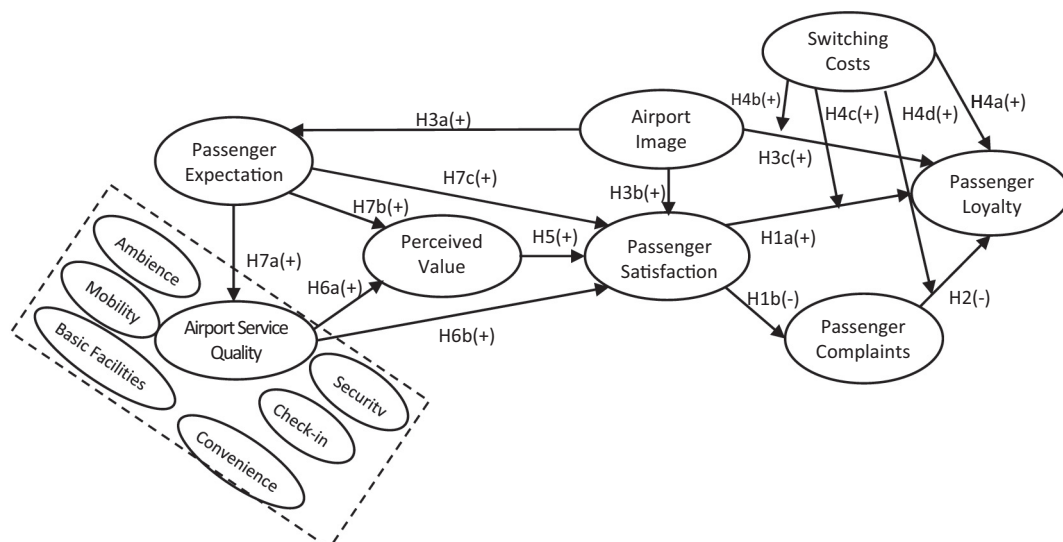 Switching
Costs
H4b(+)
H4c(+)
H4d(+)
H4a(+)
H3a(+)
Airport
Image
H3c(+)
Passenger
Expectation
H7c(+)
H3b(+)
Passenger
Loyalty
H7b(+)
Perceived
Value
H5(+)
Passenger
Satisfaction
H1a(+)
Ambience
H7a(+)
Mobility
H6a(+)
H1b(-)
H2(-)
Airport Service
Quality
H6b(+)
Passenger
Complaints
Basic Facilities
Security
Check-in
Convenience